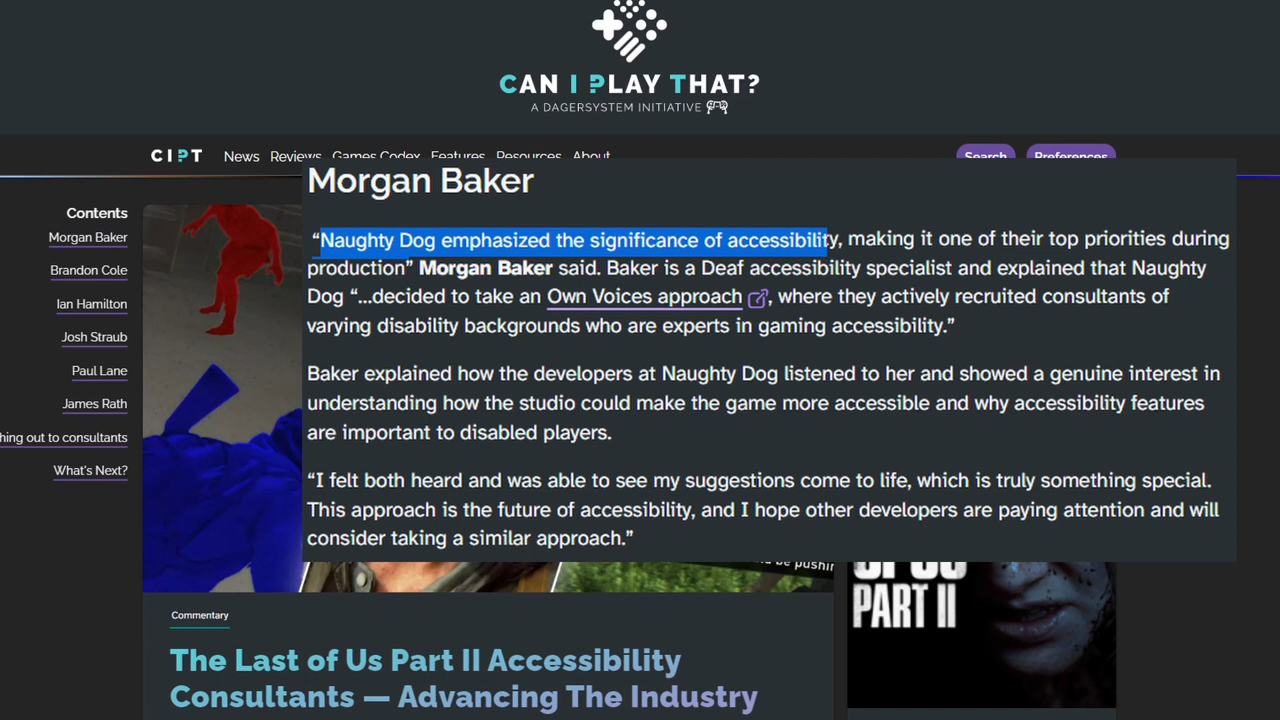 CAN I PLAY THAT?
A DAGERSYSTEM INITIATIVE
CIPT News Reviews Games Codex Features Resources About Search Preferences
Contents
Morgan Baker
Brandon Cole
Ian Hamilton
Josh Straub
Paul Lane
James Rath
hing out to consultants
What's Next?
Morgan Baker
“Naughty Dog emphasized the significance of accessibility, making it one of their top priorities during
production” Morgan Baker said. Baker is a Deaf accessibility specialist and explained that Naughty
Dog “...decided to take an Own Voices approach, where they actively recruited consultants of
varying disability backgrounds who are experts in gaming accessibility.”
Baker explained how the developers at Naughty Dog listened to her and showed a genuine interest in
understanding how the studio could make the game more accessible and why accessibility features
are important to disabled players.
“I felt both heard and was able to see my suggestions come to life, which is truly something special.
This approach is the future of accessibility, and I hope other developers are paying attention and will
consider taking a similar approach.”
be pushin
OF US
PART II
Commentary
The Last of Us Part II Accessibility
Consultants — Advancing The Industry